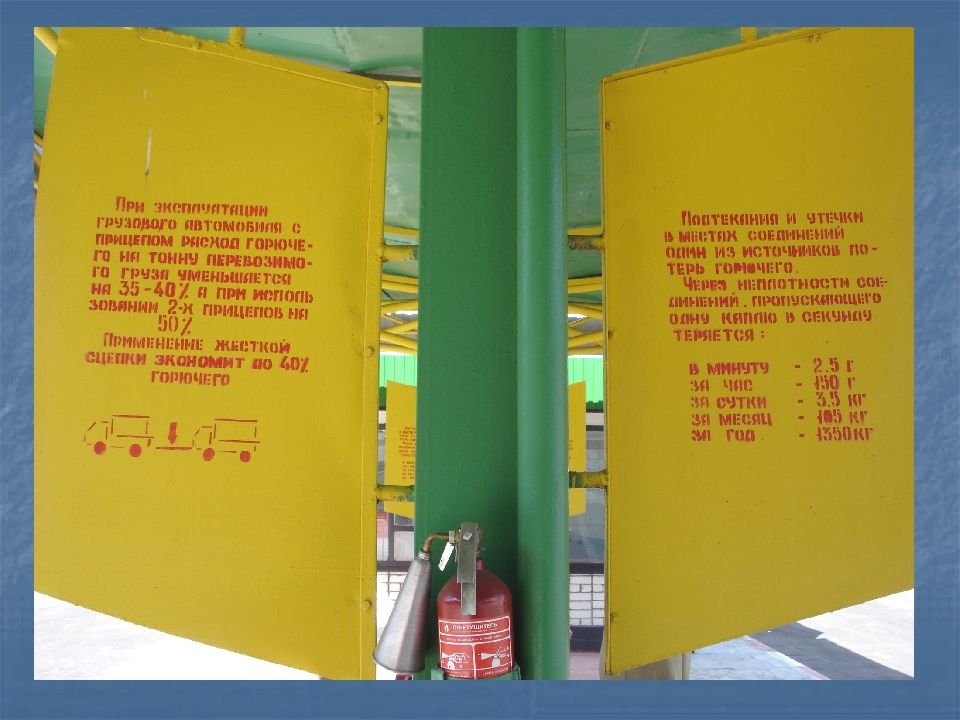 При эксплуатации
грузового автомобиля с
прицепом расход горюче-
го на тонну перевозимо-
го груза уменьшается
на 35-40% а при исполь
зовании 2-х прицепов на
50%
Применение жесткой
сцепки экономит до 40%
горючего
Подтекания и утечки
в местах соединений
один из источников по-
терь горючего.
Через неплотности сое-
динений, пропускающего
одну каплю в секунду
теряется:
в минуту - 2.5 г
за час - 150 г
за сутки - 3.5 кг
за месяц - 105 кг
за год. - 1350кг
ОГНЕТУШИТЕЛЬ